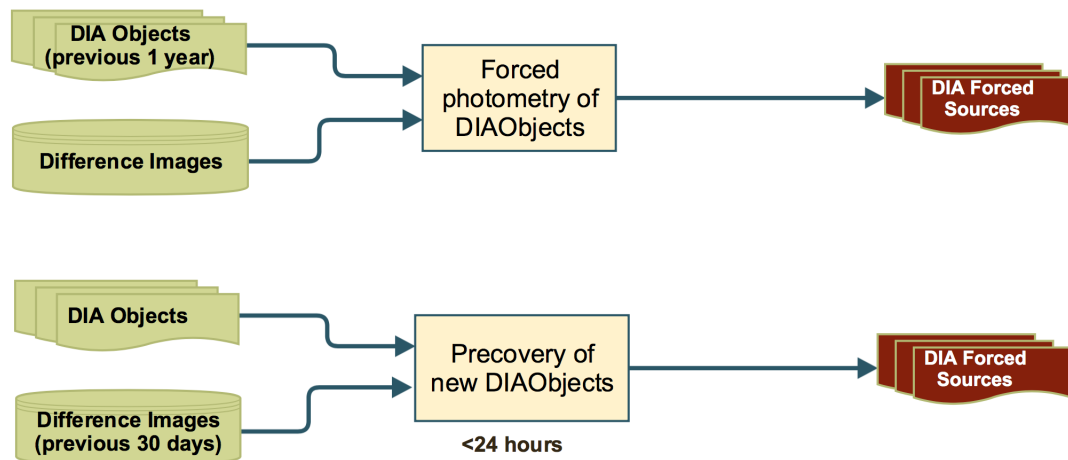 DIA Objects
(previous 1 year)
Forced
photometry of
DIAObjects
DIA Forced
Sources
Difference Images
DIA Objects
Precovery of
new DIAObjects
DIA Forced
Sources
Difference Images
(previous 30 days)
<24 hours